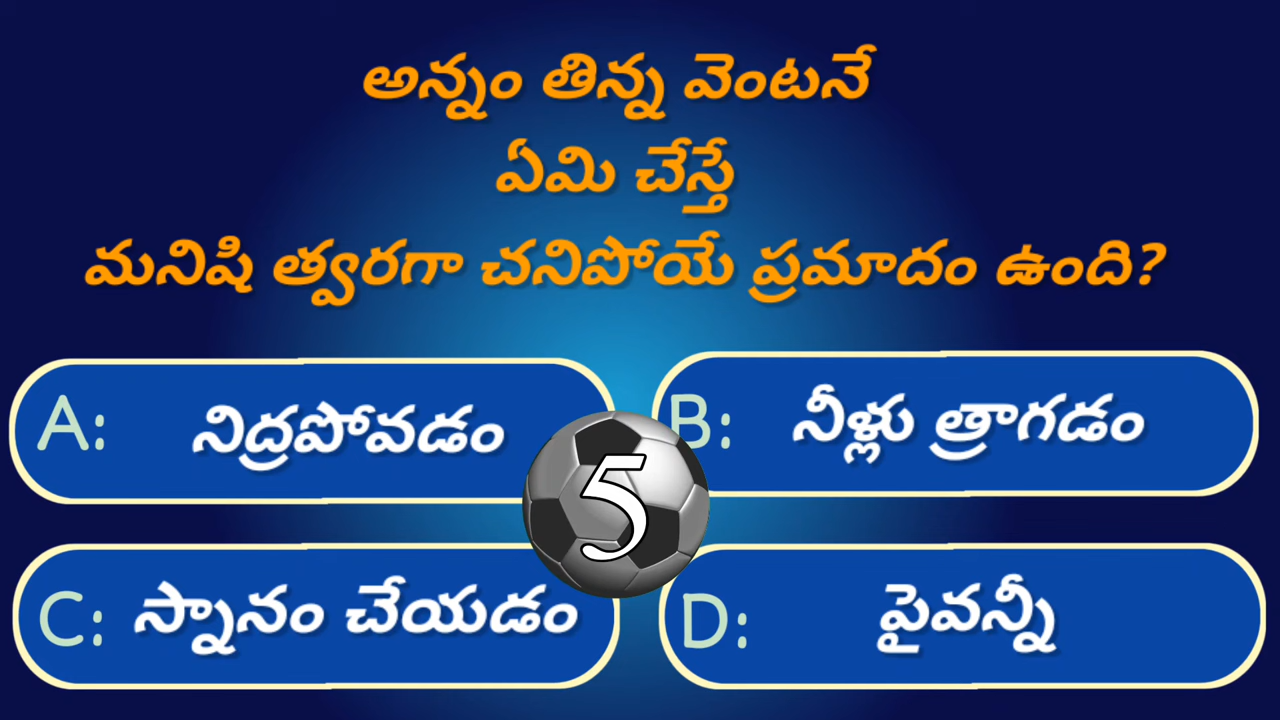 అన్నం తిన్న వెంటనే
ఏమి చేస్తే
మనిషి త్వరగా చనిపోయే ప్రమాదం ఉంది?
A: నిద్రపోవడం
B: నీళ్లు త్రాగడం
5
C: స్నానం చేయడం
D: పైవన్నీ